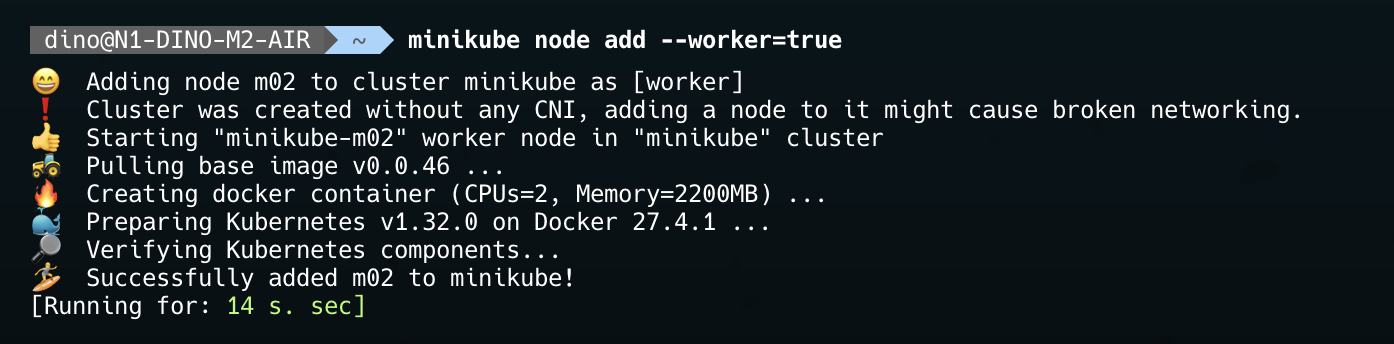 dino@N1-DINO-M2-AIR ~ minikube node add --worker=true
😄 Adding node m02 to cluster minikube as [worker]
❗ Cluster was created without any CNI, adding a node to it might cause broken networking.
👍 Starting "minikube-m02" worker node in "minikube" cluster
🚜 Pulling base image v0.0.46 ...
🔥 Creating docker container (CPUs=2, Memory=2200MB) ...
🐳 Preparing Kubernetes v1.32.0 on Docker 27.4.1 ...
🔎 Verifying Kubernetes components...
🏄 Successfully added m02 to minikube!
[Running for: 14 s. sec]